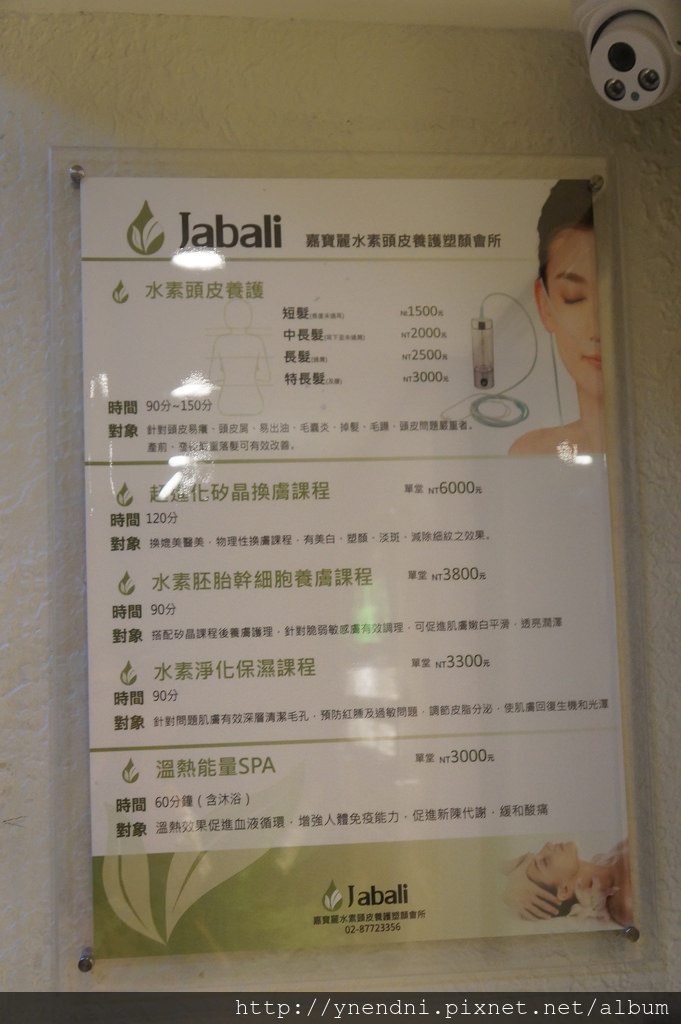 Jabali 嘉寶麗水素頭皮養護塑顏會所
水素頭皮養護
短髮 NT1500元
中長髮 NT2000元
長髮 NT2500元
特長髮 NT3000元
時間 90分~150分
對象 針對頭皮易癢、頭皮屑、易出油、毛囊炎、掉髮、毛躁、頭皮問題嚴重者。
產前、產後嚴重落髮可有效改善。
超進化矽晶換膚課程 單堂 NT6000元
時間 120分
對象 換媲美醫美，物理性換膚課程，有美白、塑顏、淡斑、減除細紋之效果。
水素胚胎幹細胞養膚課程 單堂 NT3800元
時間 90分
對象 搭配矽晶課程後養膚護理，針對脆弱敏感膚有效調理，可促進肌膚嫩白平滑，透亮潤澤
水素淨化保濕課程 單堂 NT3300元
時間 90分
對象 針對問題肌膚有效深層清潔毛孔，預防紅腫及過敏問題，調節皮脂分泌，使肌膚回復生機和光澤
溫熱能量SPA 單堂 NT3000元
時間 60分鐘（含沐浴）
對象 溫熱效果促進血液循環，增強人體免疫能力，促進新陳代謝，緩和酸痛
Jabali
嘉寶麗水素頭皮養護塑顏會所
02-87723356
http://ynendni.pixnet.net/album